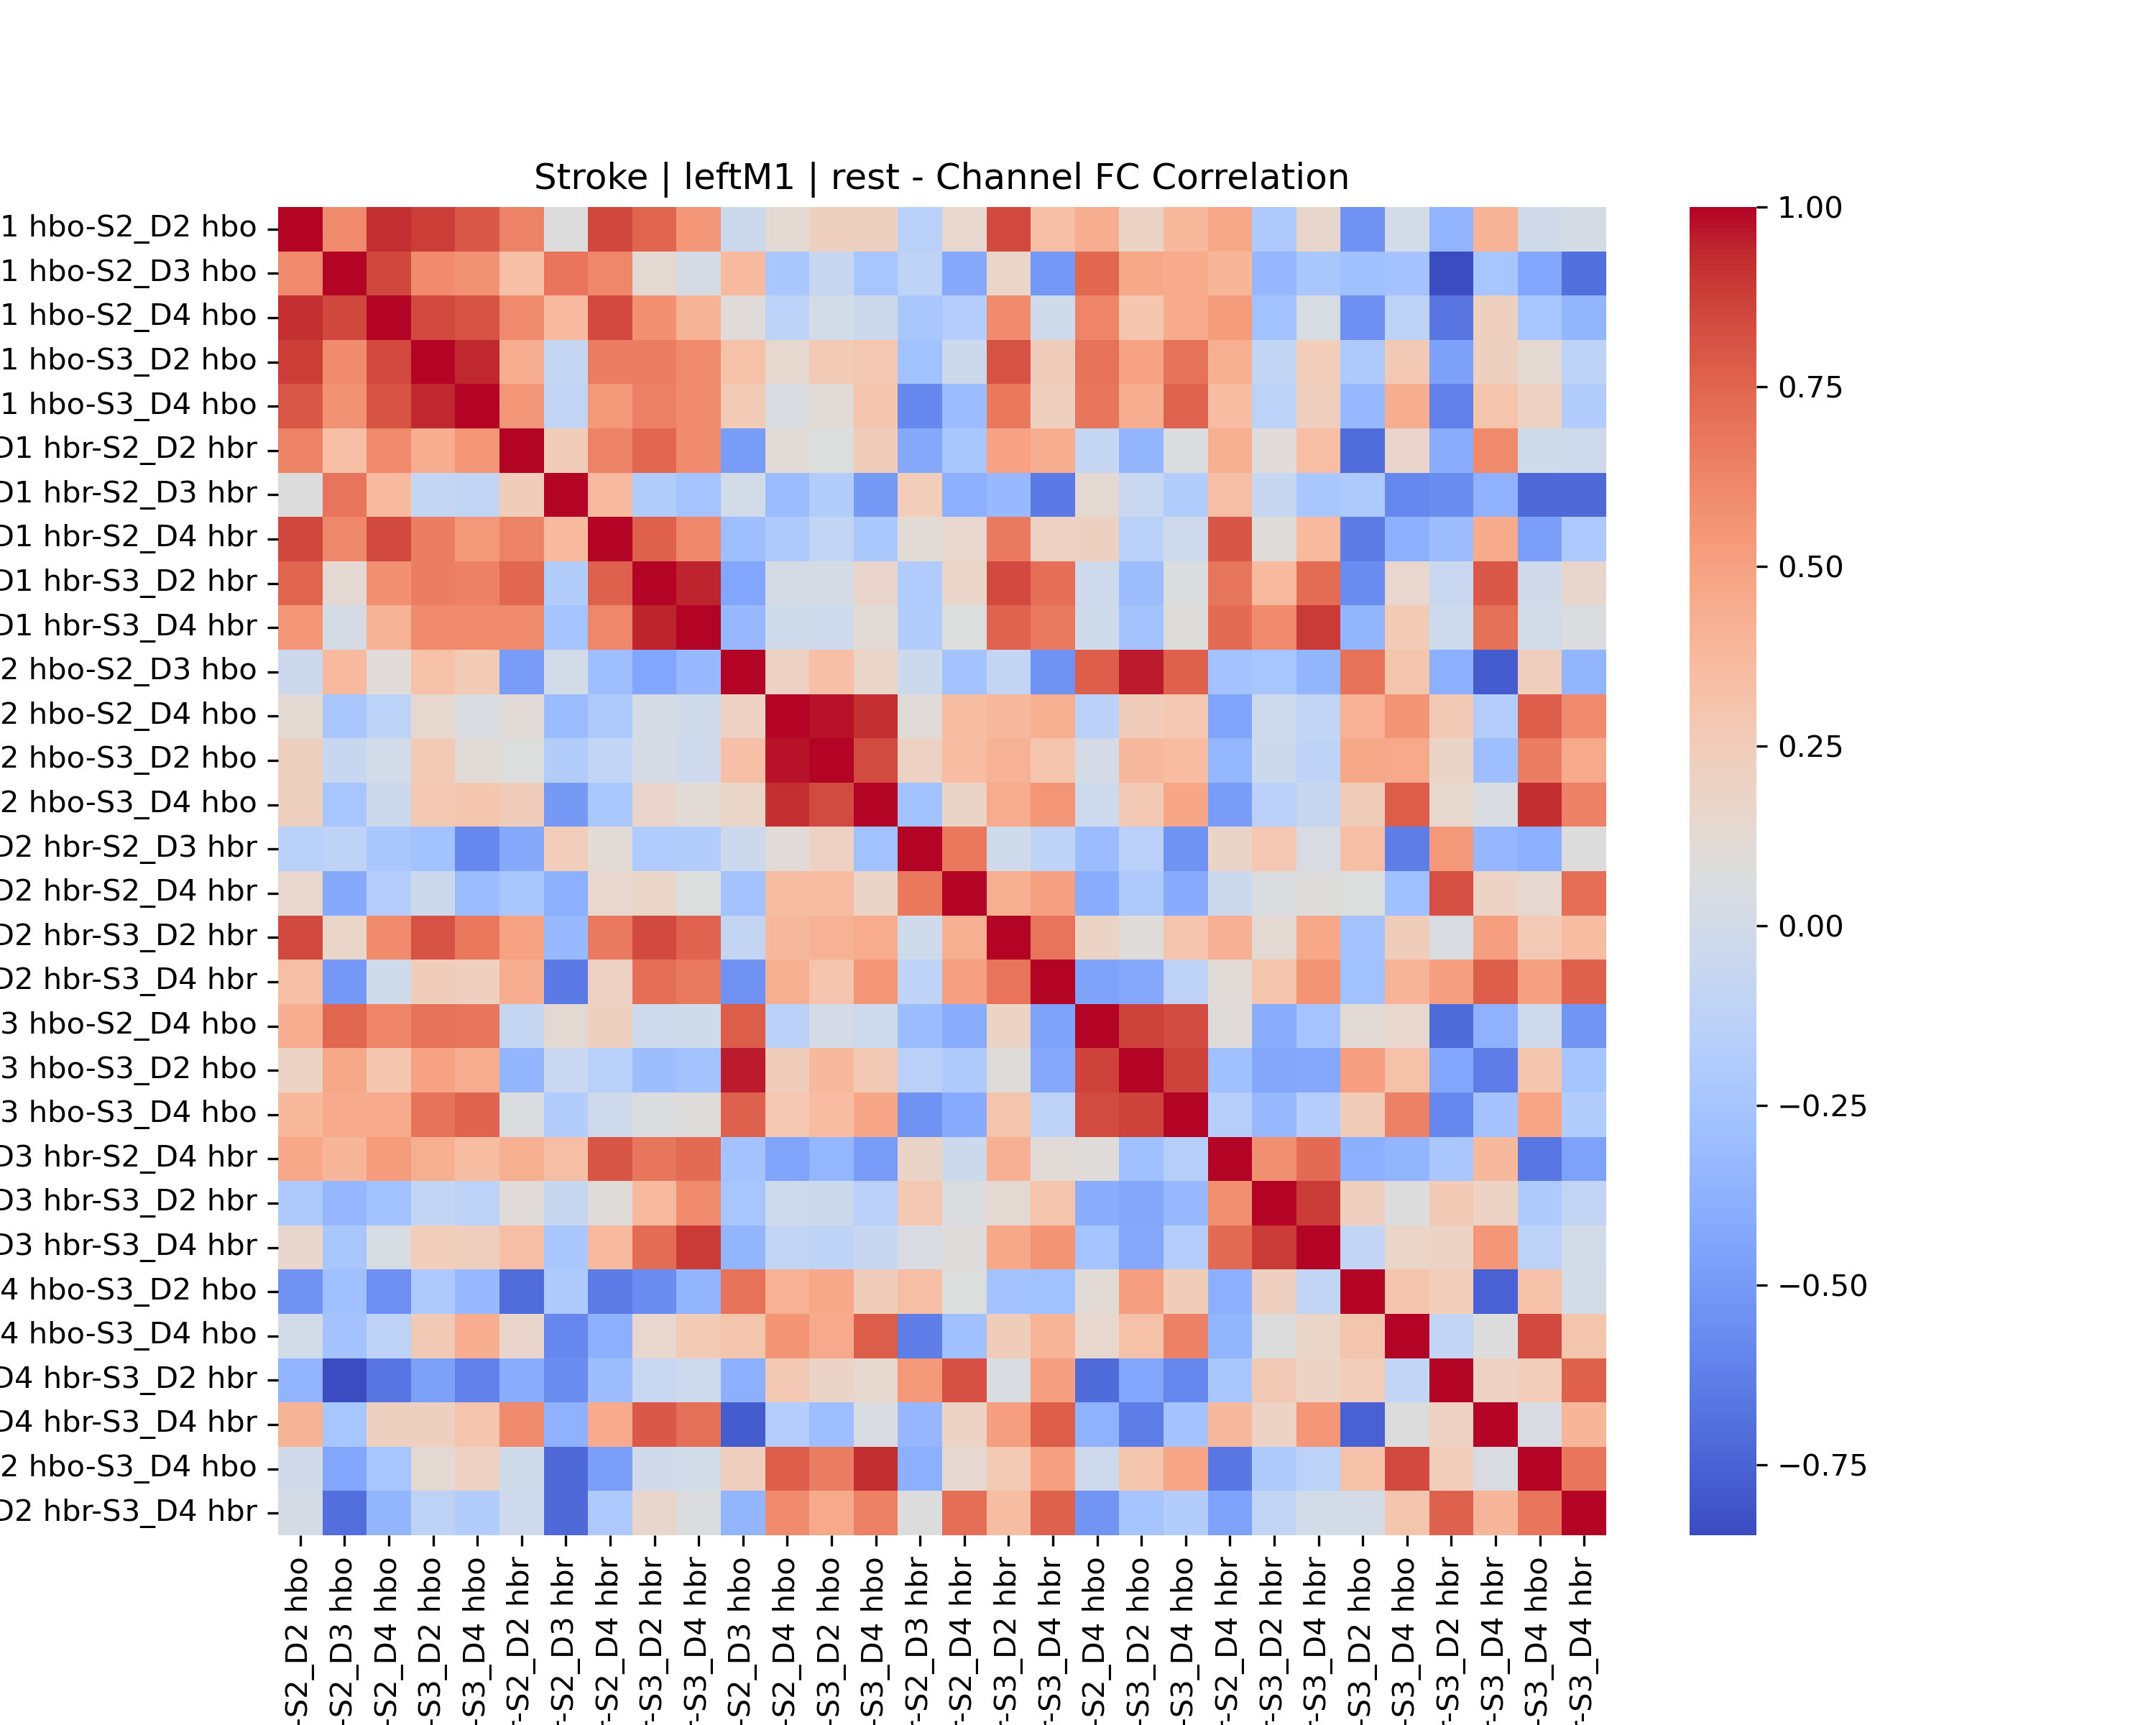 Stroke | leftM1 | rest - Channel FC Correlation
1 hbo-S2_D2 hbo
1 hbo-S2_D3 hbo
1 hbo-S2_D4 hbo
1 hbo-S3_D2 hbo
1 hbo-S3_D4 hbo
D1 hbr-S2_D2 hbr
D1 hbr-S2_D3 hbr
D1 hbr-S2_D4 hbr
D1 hbr-S3_D2 hbr
D1 hbr-S3_D4 hbr
2 hbo-S2_D3 hbo
2 hbo-S2_D4 hbo
2 hbo-S3_D2 hbo
2 hbo-S3_D4 hbo
D2 hbr-S2_D3 hbr
D2 hbr-S2_D4 hbr
D2 hbr-S3_D2 hbr
D2 hbr-S3_D4 hbr
3 hbo-S2_D4 hbo
3 hbo-S3_D2 hbo
3 hbo-S3_D4 hbo
D3 hbr-S2_D4 hbr
D3 hbr-S3_D2 hbr
D3 hbr-S3_D4 hbr
4 hbo-S3_D2 hbo
4 hbo-S3_D4 hbo
D4 hbr-S3_D2 hbr
D4 hbr-S3_D4 hbr
2 hbo-S3_D4 hbo
D2 hbr-S3_D4 hbr
-S2_D2 hbo
-S2_D3 hbo
-S2_D4 hbo
-S3_D2 hbo
-S3_D4 hbo
r-S2_D2 hbr
r-S2_D3 hbr
r-S2_D4 hbr
r-S3_D2 hbr
r-S3_D4 hbr
-S2_D3 hbo
-S2_D4 hbo
-S3_D2 hbo
-S3_D4 hbo
r-S2_D3 hbr
r-S2_D4 hbr
r-S3_D2 hbr
r-S3_D4 hbr
-S2_D4 hbo
-S3_D2 hbo
-S3_D4 hbo
r-S2_D4 hbr
r-S3_D2 hbr
r-S3_D4 hbr
-S3_D2 hbo
-S3_D4 hbo
r-S3_D2 hbr
r-S3_D4 hbr
-S3_D4 hbo
r-S3_D4 hbr
1.00
0.75
0.50
0.25
0.00
−0.25
−0.50
−0.75